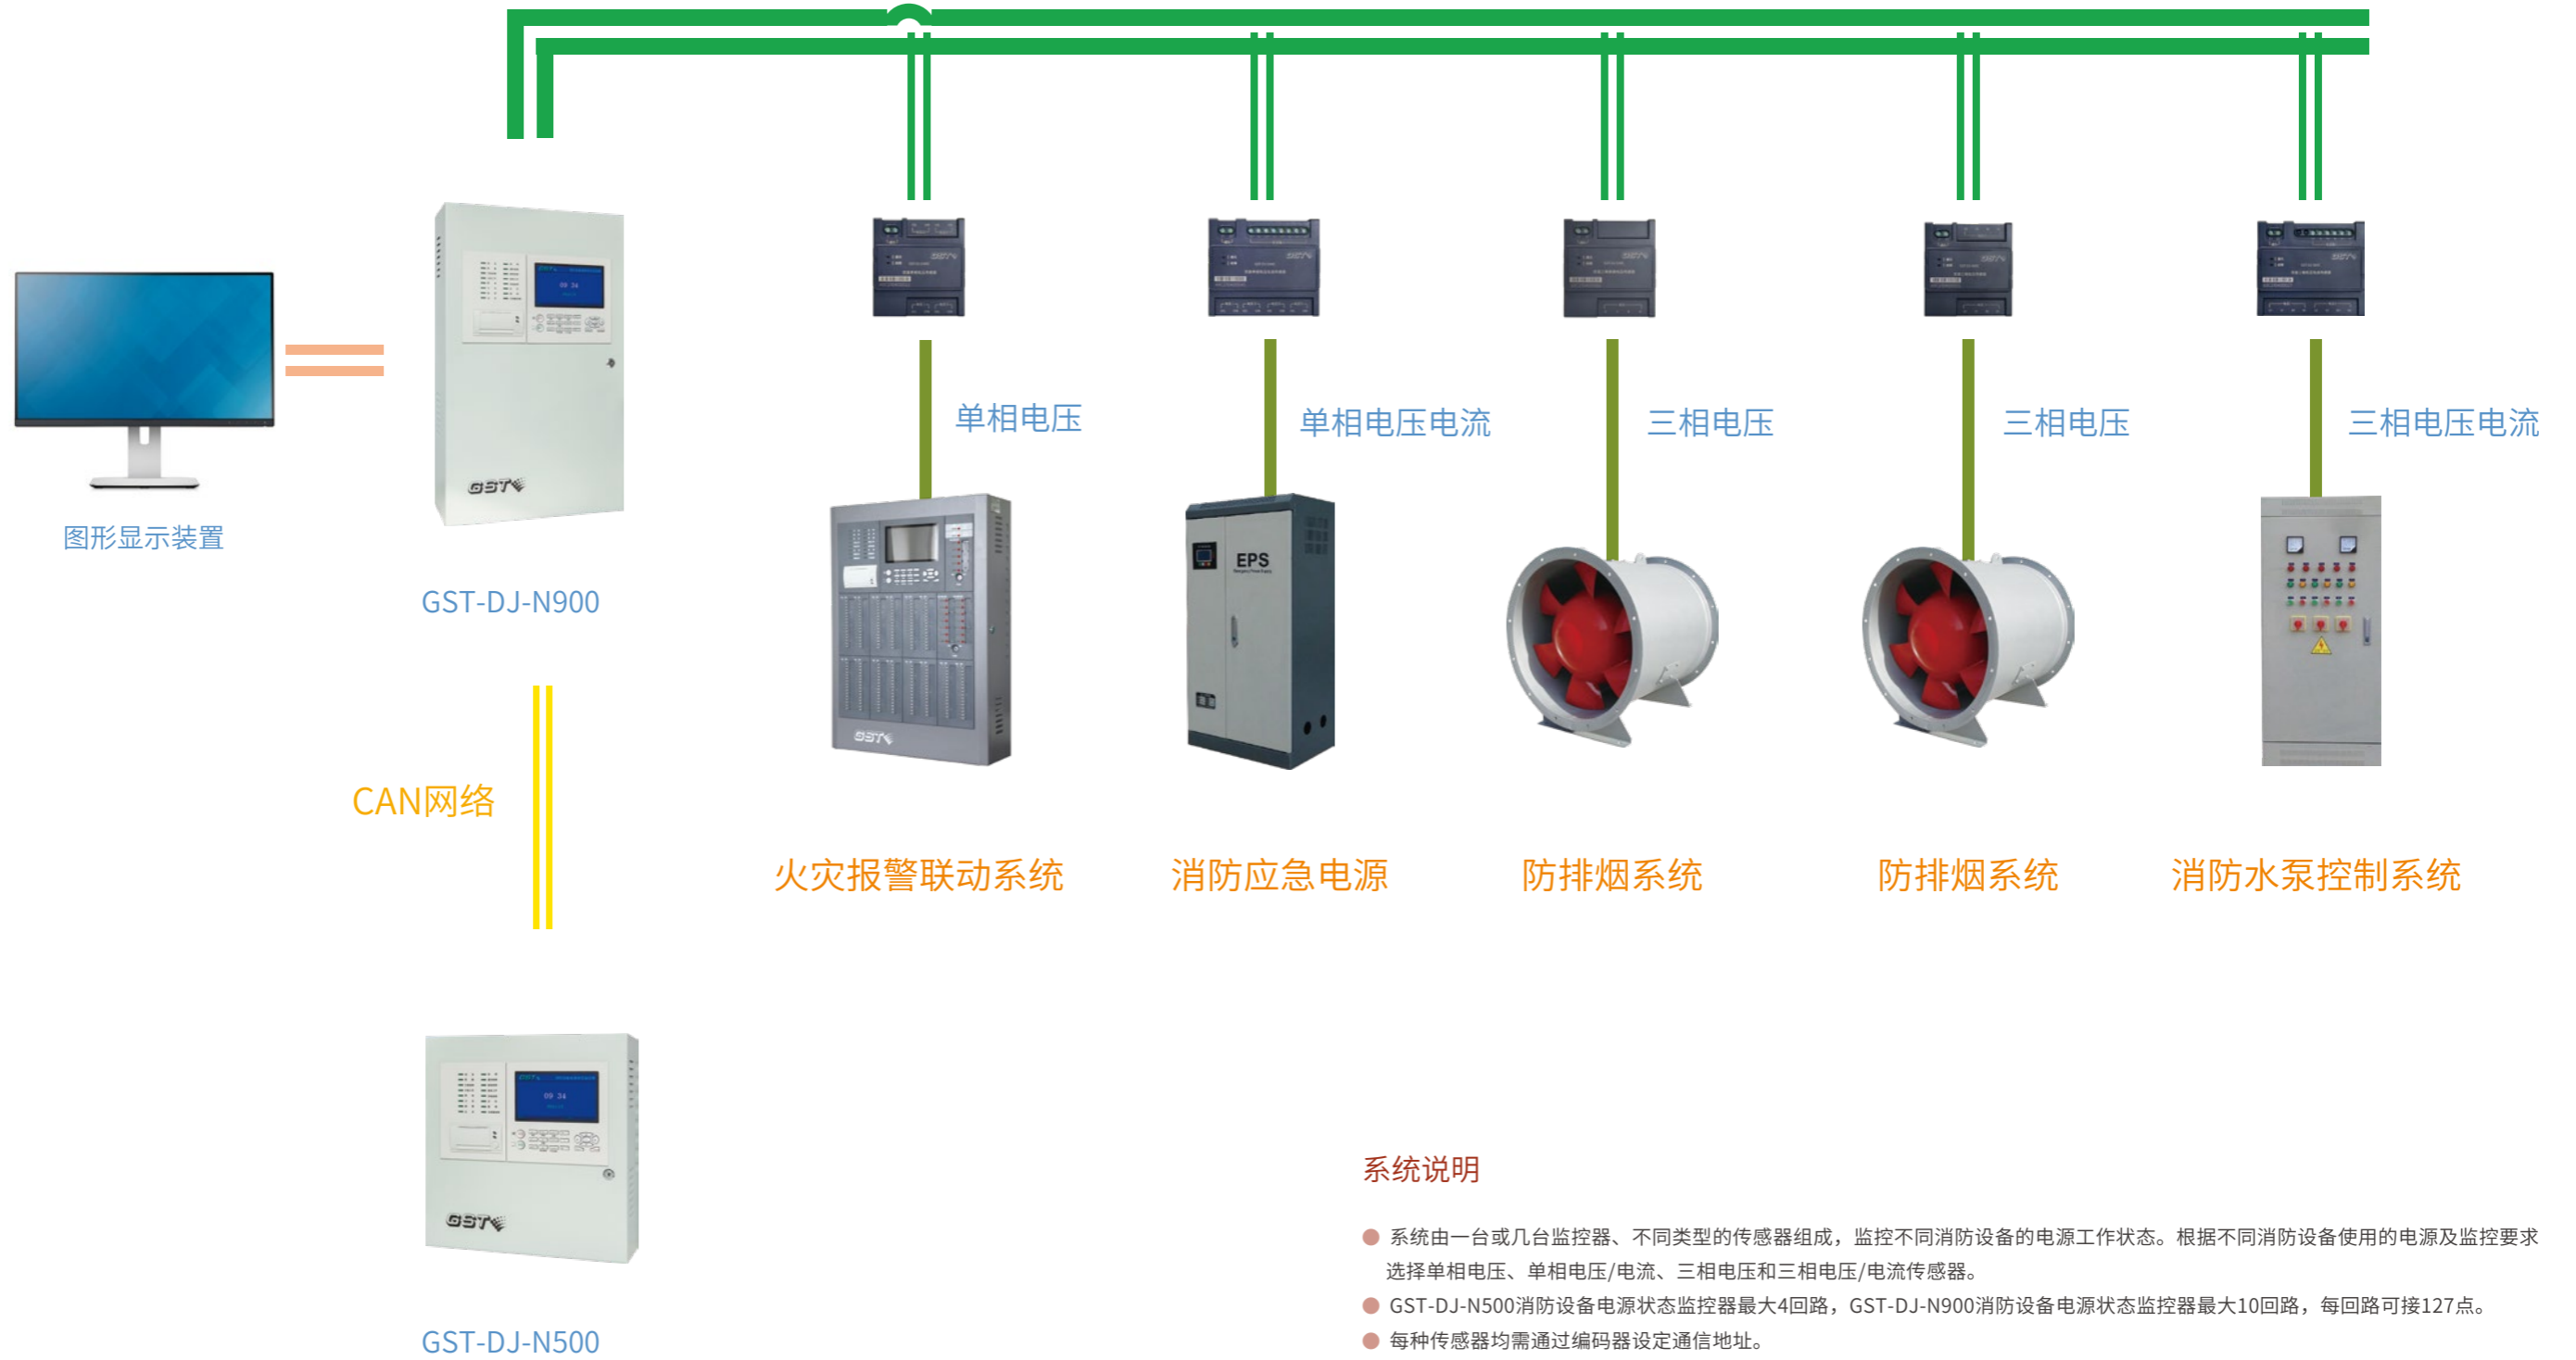 单相电压
单相电压电流
三相电压
三相电压
三相电压电流
GST
图形显示装置
GST-DJ-N900
EPS
GST
CAN网络
火灾报警联动系统
消防应急电源
防排烟系统
防排烟系统
消防水泵控制系统
09 34
09 34
GST
GST-DJ-N500
系统说明
● 系统由一台或几台监控器、不同类型的传感器组成，监控不同消防设备的电源工作状态。根据不同消防设备使用的电源及监控要求
选择单相电压、单相电压/电流、三相电压和三相电压/电流传感器。
● GST-DJ-N500消防设备电源状态监控器最大4回路，GST-DJ-N900消防设备电源状态监控器最大10回路，每回路可接127点。
● 每种传感器均需通过编码器设定通信地址。